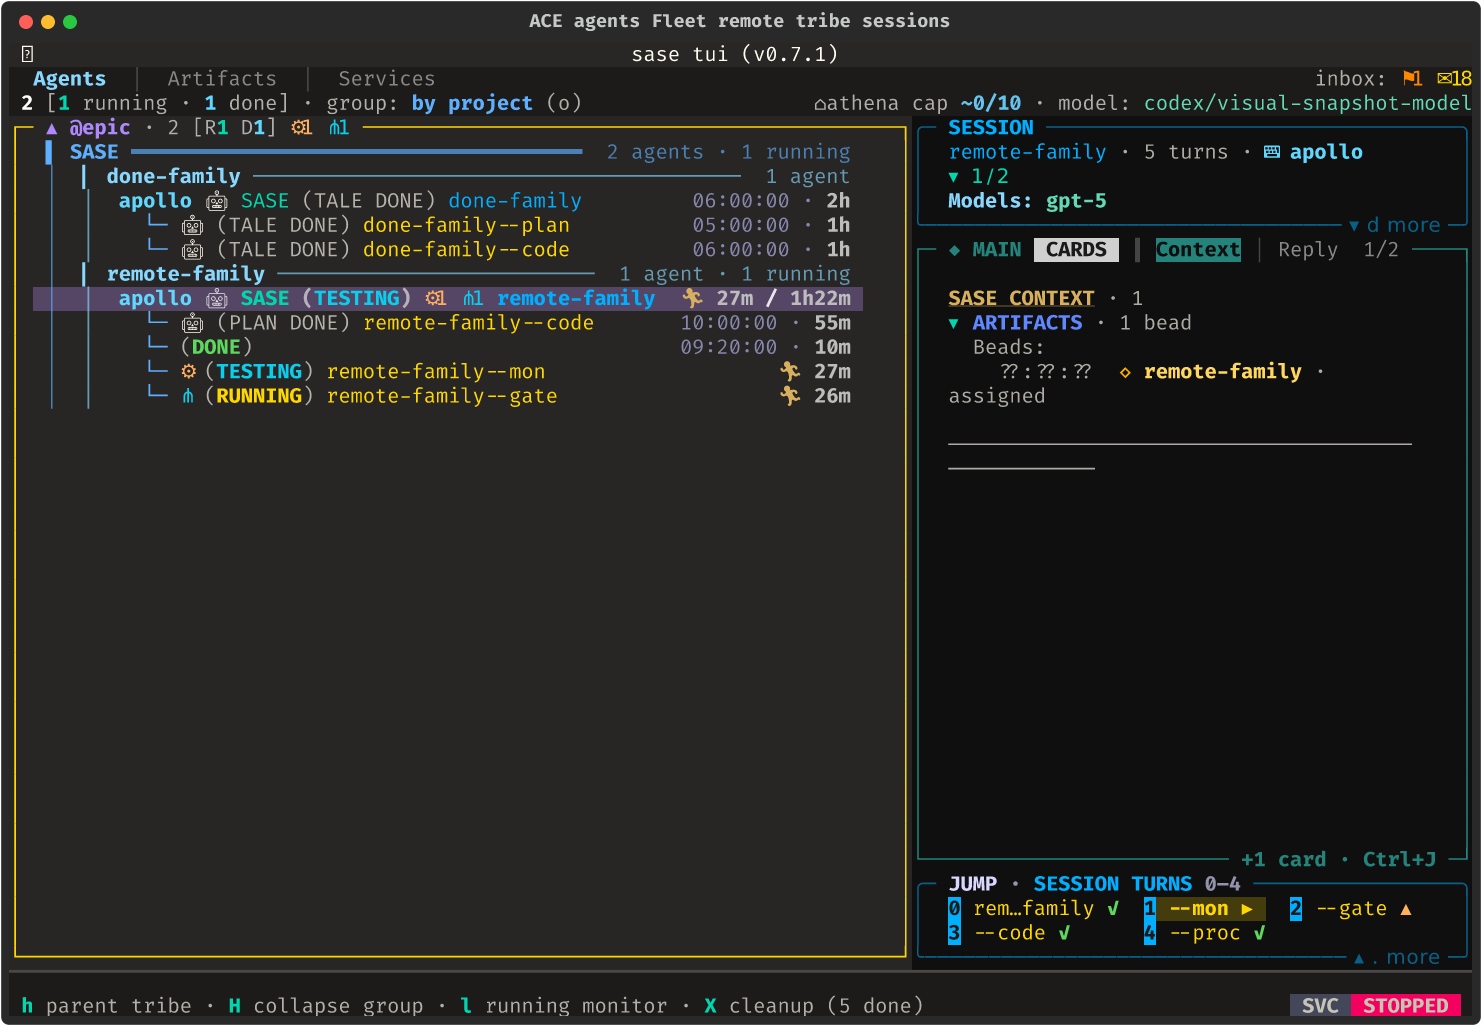 ACE agents Fleet remote tribe sessions
sase tui (v0.7.1)
Agents │ Artifacts │ Services inbox: ⚑1 ✉18
2 [1 running · 1 done] · group: by project (o) ⌂athena cap ~0/10 · model: codex/visual-snapshot-model
▲ @epic · 2 [R1 D1] ⚙1 ⋔1
SASE 2 agents · 1 running
done-family 1 agent
apollo 🤖 SASE (TALE DONE) done-family 06:00:00 · 2h
└─ 🤖 (TALE DONE) done-family--plan 05:00:00 · 1h
└─ 🤖 (TALE DONE) done-family--code 06:00:00 · 1h
remote-family 1 agent · 1 running
apollo 🤖 SASE (TESTING) ⚙1 ⋔1 remote-family 🏃 27m / 1h22m
└─ 🤖 (PLAN DONE) remote-family--code 10:00:00 · 55m
└─ (DONE) 09:20:00 · 10m
└─ ⚙ (TESTING) remote-family--mon 🏃 27m
└─ ⋔ (RUNNING) remote-family--gate 🏃 26m
SESSION
remote-family · 5 turns · ⌨ apollo
▼ 1/2
Models: gpt-5
▼ d more
◆ MAIN CARDS ┃ Context │ Reply 1/2
SASE CONTEXT · 1
▼ ARTIFACTS · 1 bead
Beads:
??:??:?? ◇ remote-family ·
assigned
+1 card · Ctrl+J
JUMP · SESSION TURNS 0–4
0 rem…family √ 1 --mon ▶ 2 --gate ▲
3 --code √ 4 --proc √
▲ . more
h parent tribe · H collapse group · l running monitor · X cleanup (5 done) SVC STOPPED